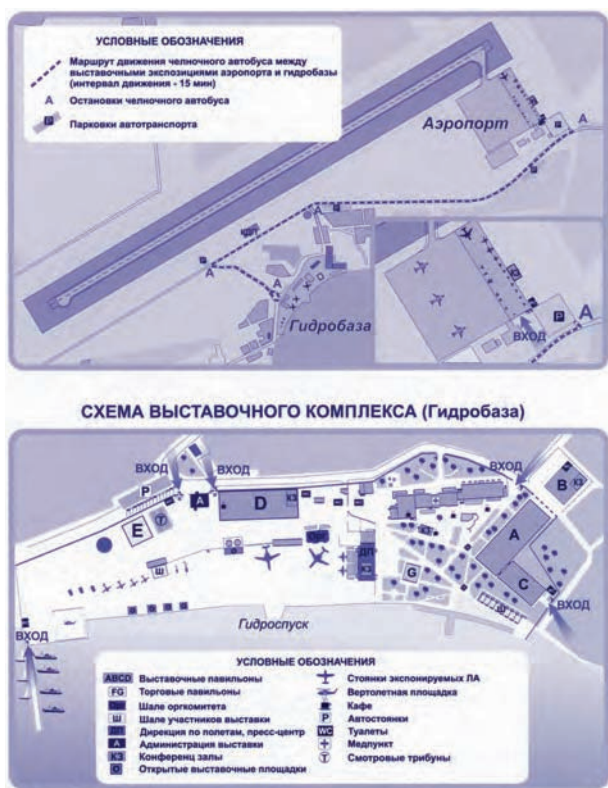 УСЛОВНЫЕ ОБОЗНАЧЕНИЯ
Маршрут движения челночного автобуса между
выставочными экспозициями аэропорта и гидробазы
(интервал движения - 15 мин)
А Остановки челночного автобуса
P Парковки автотранспорта
Аэропорт
P
А
P
А
P
P
А
А
Гидробаза
P
А
ВХОД
СХЕМА ВЫСТАВОЧНОГО КОМПЛЕКСА (Гидробаза)
ВХОД
ВХОД
ВХОД
P
А
D
КЗ
B
КЗ
E
Т
КЗ
A
Ш
ДП
КЗ
G
C
ВХОД
ВХОД
Гидроспуск
УСЛОВНЫЕ ОБОЗНАЧЕНИЯ
ABCD Выставочные павильоны
FG Торговые павильоны
Шале оргкомитета
Ш Шале участников выставки
ДП Дирекция по полетам, пресс-центр
А Администрация выставки
КЗ Конференц залы
О Открытые выставочные площадки
Стоянки экспонируемых ЛА
Вертолетная площадка
Кафе
P Автостоянки
WC Туалеты
Медпункт
Т Смотровые трибуны